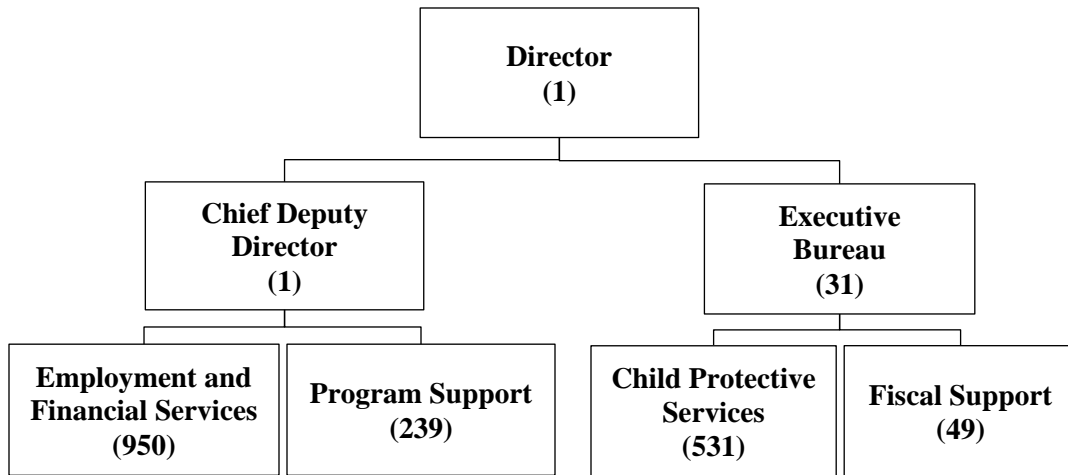 Director
(1)
Chief Deputy
Director
(1)
Executive
Bureau
(31)
Employment and
Financial Services
(950)
Program Support
(239)
Child Protective
Services
(531)
Fiscal Support
(49)